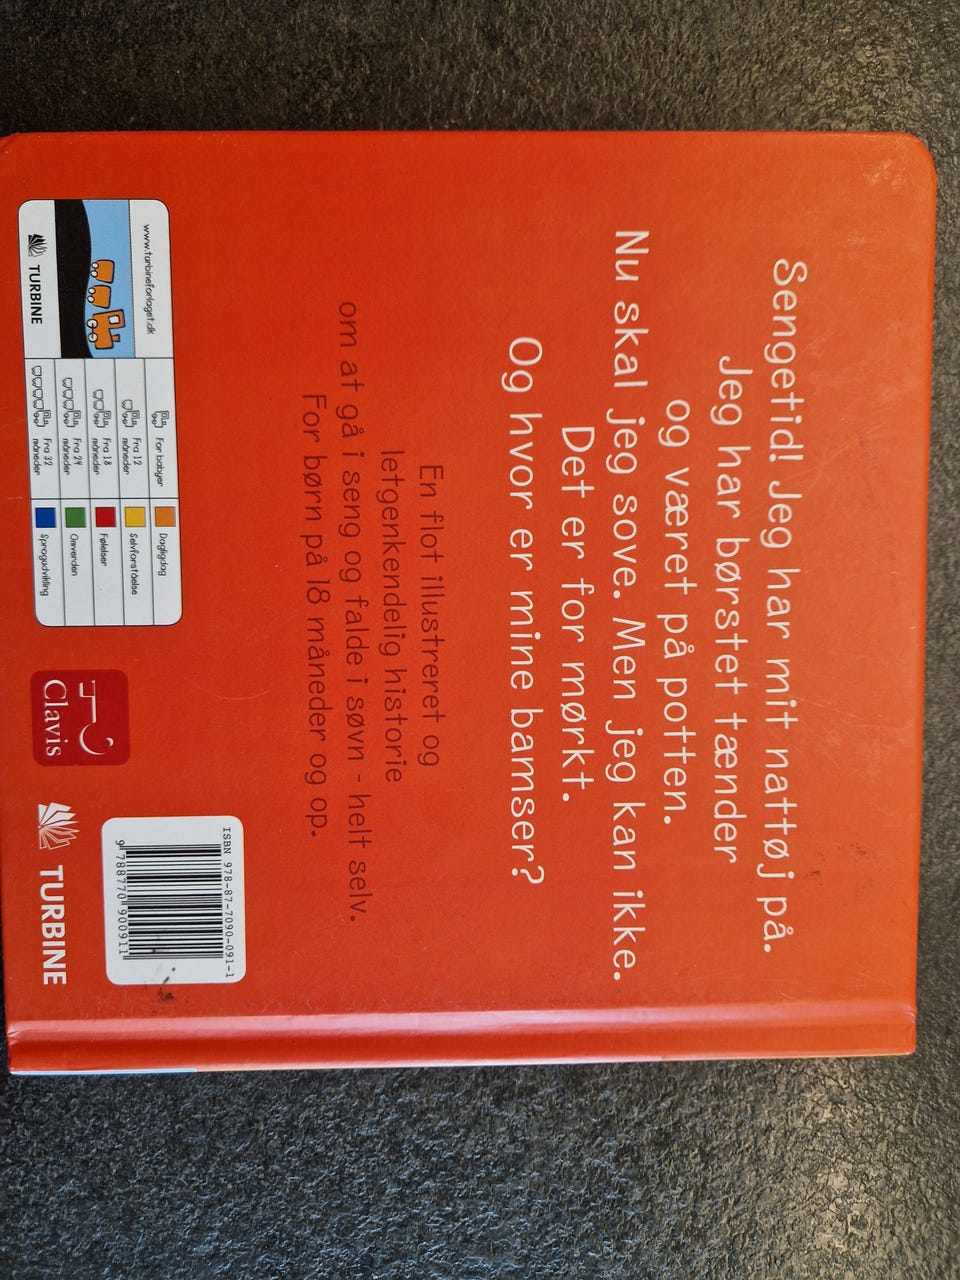 Sengetid! Jeg har mit nattøj på.
Jeg har børstet tænder
og været på potten.
Nu skal jeg sove. Men jeg kan ikke.
Det er for mørkt.
Og hvor er mine bamser?
En flot illustreret og
letgenkendelig historie
om at gå i seng og falde i søvn - helt selv.
For børn på 18 måneder og op.
www.turbineforlaget.dk
TURBINE
For babyer
Fra 12
måneder
Fra 18
måneder
Fra 24
måneder
Fra 32
måneder
Dagligdag
Selvforståelse
Følelser
Omverden
Sprogudvikling
Clavis
TURBINE
ISBN 978-87-7090-091-1
9 788770 900911